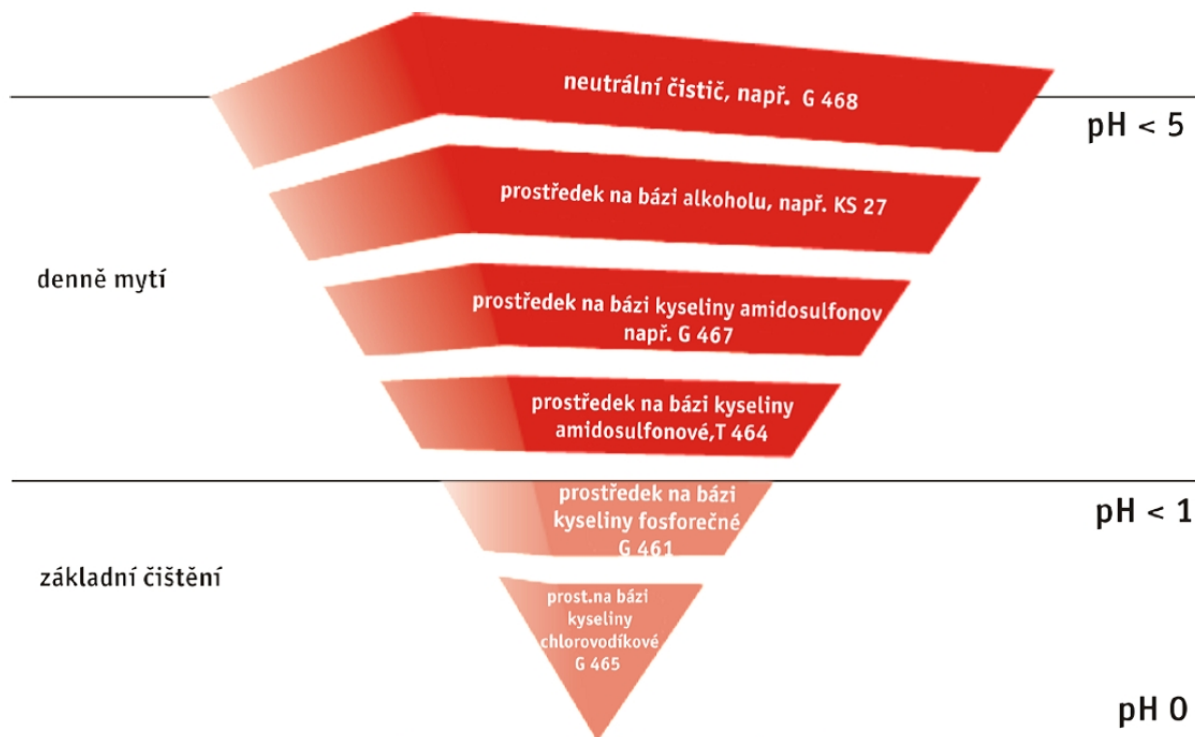 neutrální čistič, např. G 468
pH < 5
prostředek na bázi alkoholu, např. KS 27
denně mytí
prostředek na bázi kyseliny amidosulfonov
např. G 467
prostředek na bázi kyseliny
amidosulfonové,T 464
pH < 1
prostředek na bázi
kyseliny fosforečné
G 461
základní čištění
prost.na bázi
kyseliny
chlorovodíkové
G 465
pH 0